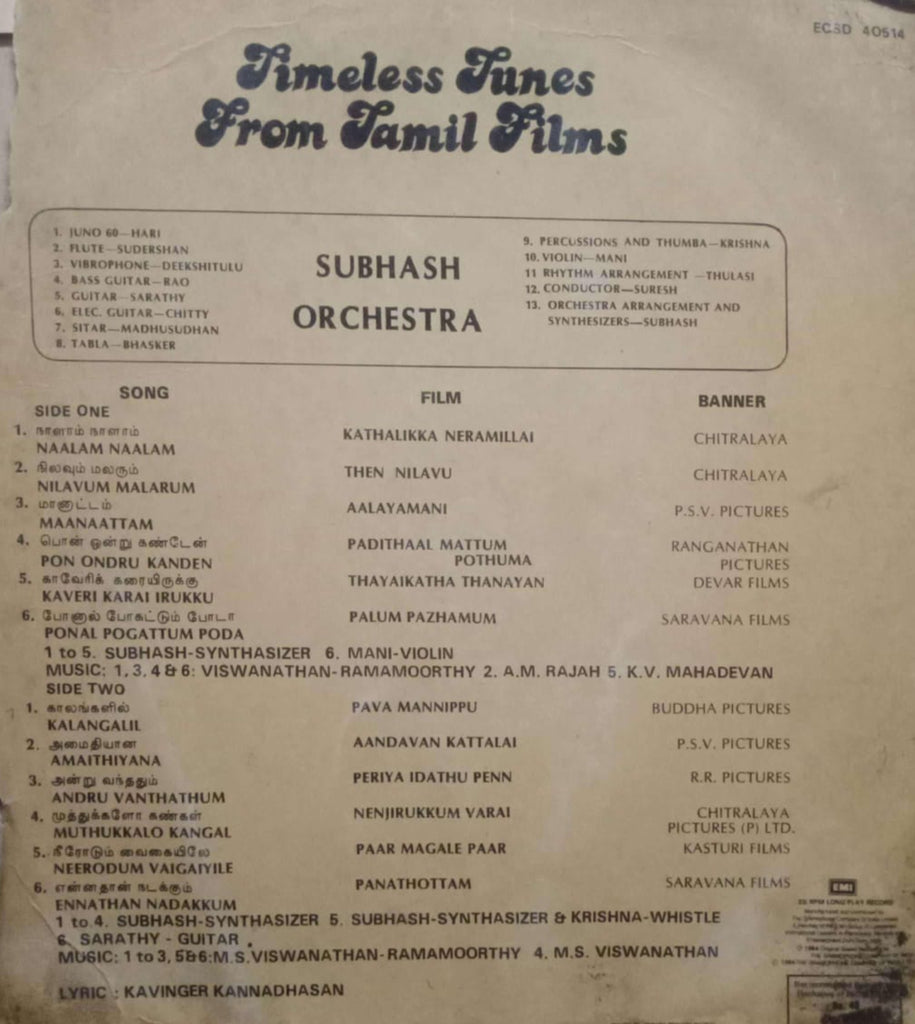 ECSD 40514
Timeless Tunes
From Tamil Films
1. JUNO 60—HARI
2. FLUTE—SUDERSHAN
3. VIBROPHONE—DEEKSHITULU
4. BASS GUITAR—RAO
5. GUITAR—SARATHY
6. ELEC. GUITAR—CHITTY
7. SITAR—MADHUSUDHAN
8. TABLA—BHASKER
SUBHASH
ORCHESTRA
9. PERCUSSIONS AND THUMBA—KRISHNA
10. VIOLIN—MANI
11 RHYTHM ARRANGEMENT —THULASI
12. CONDUCTOR—SURESH
13. ORCHESTRA ARRANGEMENT AND
SYNTHESIZERS—SUBHASH
SONG FILM BANNER
SIDE ONE
1. நாளாம் நாளாம்
NAALAM NAALAM KATHALIKKA NERAMILLAI CHITRALAYA
2. நிலவும் மலரும்
NILAVUM MALARUM THEN NILAVU CHITRALAYA
3. மானாட்டம்
MAANAATTAM AALAYAMANI P.S.V. PICTURES
4. பொன் ஒன்று கண்டேன் PADITHAAL MATTUM RANGANATHAN
PON ONDRU KANDEN POTHUMA PICTURES
5. காவேரிக் கரையிருக்கு THAYAIKATHA THANAYAN DEVAR FILMS
KAVERI KARAI IRUKKU
6. போனால் போகட்டும் போடா PALUM PAZHAMUM SARAVANA FILMS
PONAL POGATTUM PODA
1 to 5. SUBHASH-SYNTHASIZER 6. MANI-VIOLIN
MUSIC: 1, 3, 4 & 6: VISWANATHAN-RAMAMOORTHY 2. A.M. RAJAH 5. K.V. MAHADEVAN
SIDE TWO
1. காலங்களில் PAVA MANNIPPU BUDDHA PICTURES
KALANGALIL
2. அமைதியான AANDAVAN KATTALAI P.S.V. PICTURES
AMAITHIYANA
3. அன்று வந்ததும் PERIYA IDATHU PENN R.R. PICTURES
ANDRU VANTHATHUM
4. முத்துக்களோ கண்கள் NENJIRUKKUM VARAI CHITRALAYA
MUTHUKKALO KANGAL PICTURES (P) LTD.
5. நீரோடும் வைகையிலே PAAR MAGALE PAAR KASTURI FILMS
NEERODUM VAIGAIYILE
6. என்னதான் நடக்கும் PANATHOTTAM SARAVANA FILMS
ENNATHAN NADAKKUM
1 to 4. SUBHASH-SYNTHASIZER 5. SUBHASH-SYNTHASIZER & KRISHNA-WHISTLE
6. SARATHY - GUITAR .
MUSIC: 1 to 3, 5&6: M.S. VISWANATHAN-RAMAMOORTHY 4. M.S. VISWANATHAN
LYRIC : KAVINGER KANNADHASAN
EMI
RPM LONG PLAY RECORD